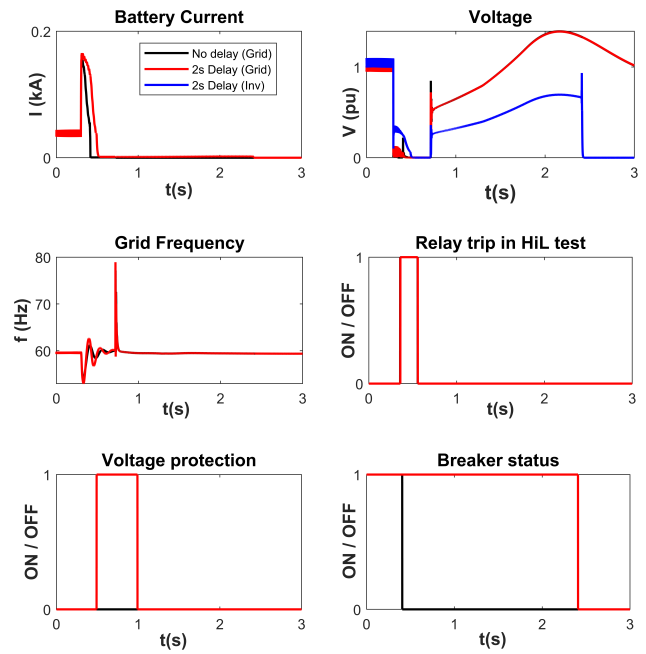 Battery Current
I (kA)
0.2
0
No delay (Grid)
2s Delay (Grid)
2s Delay (Inv)
0 1 2 3
t(s)
Voltage
V (pu)
1
0
0 1 2 3
t(s)
Grid Frequency
f (Hz)
80
70
60
0 1 2 3
t(s)
Relay trip in HiL test
ON / OFF
1
0
0 1 2 3
t(s)
Voltage protection
ON / OFF
1
0
0 1 2 3
t(s)
Breaker status
ON / OFF
1
0
0 1 2 3
t(s)